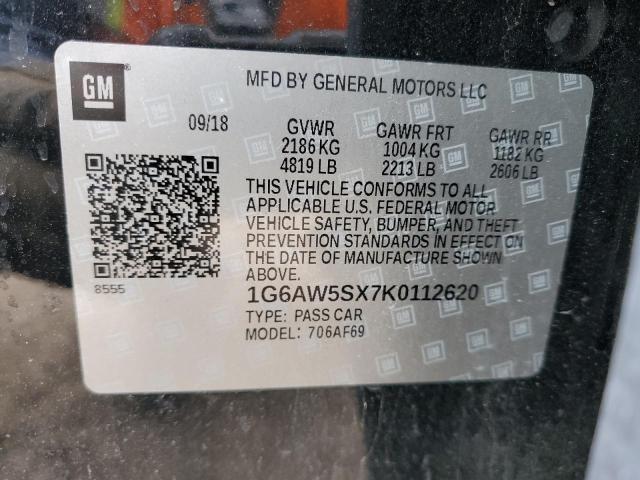 GM
MFD BY GENERAL MOTORS LLC
09/18 GVWR GAWR FRT GAWR RR
2186 KG 1004 KG 1182 KG
4819 LB 2213 LB 2606 LB
THIS VEHICLE CONFORMS TO ALL
APPLICABLE U.S. FEDERAL MOTOR
VEHICLE SAFETY, BUMPER, AND THEFT
PREVENTION STANDARDS IN EFFECT ON
THE DATE OF MANUFACTURE SHOWN
ABOVE.
8555
1G6AW5SX7K0112620
TYPE: PASS CAR
MODEL: 706AF69